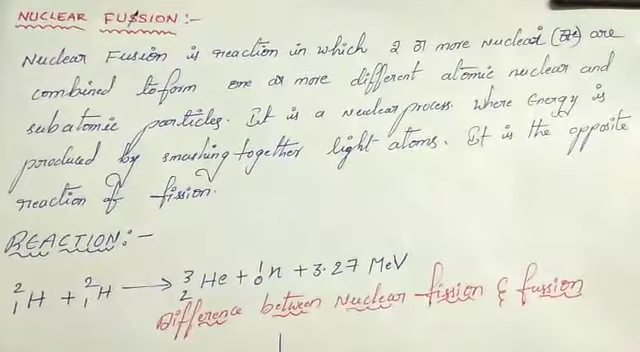 NUCLEAR FUSSION :-
Nuclear Fusion is reaction in which 2 or more nuclei are
combined to form one or more different atomic nuclear and
subatomic particles. It is a nuclear process. Where Energy is
produced by smashing together light atoms. It is the opposite
reaction of fission.
REACTION:-
²₁H + ²₁H ⟶ ³₂He + ¹₀n + 3.27 MeV
Difference between Nuclear fission & fussion